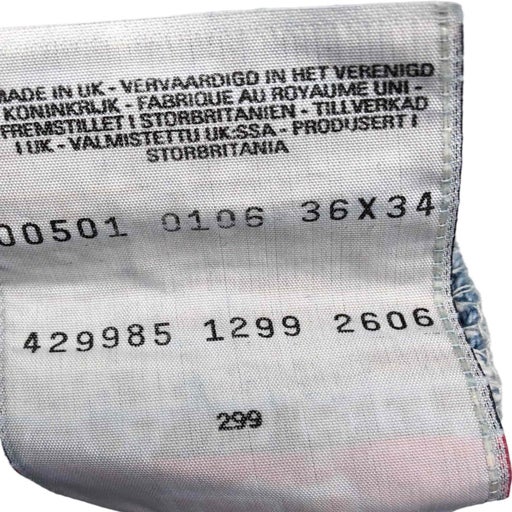 MADE IN UK - VERVAARDIGD IN HET VERENIGD
KONINKRIJK - FABRIQUE AU ROYAUME UNI -
FREMSTILLET I STORBRITANIEN - TILLVERKAD
I UK - VALMISTETTU UK:SSA - PRODUSERT I
STORBRITANIA
00501 0106 36X34
429985 1299 2606
299